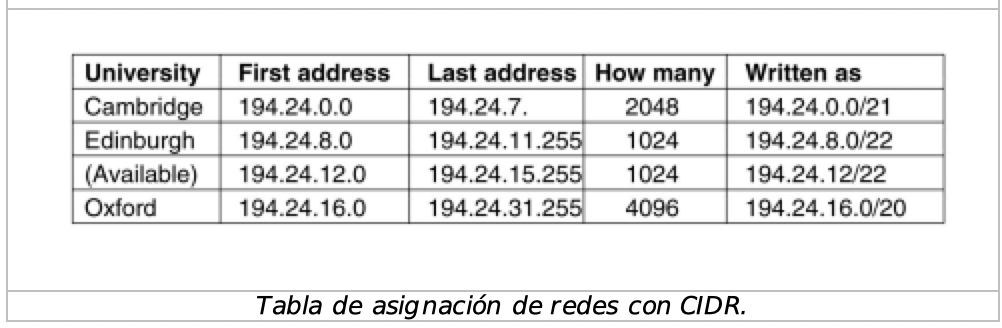 University First address Last address How many Written as
Cambridge 194.24.0.0 194.24.7. 2048 194.24.0.0/21
Edinburgh 194.24.8.0 194.24.11.255 1024 194.24.8.0/22
(Available) 194.24.12.0 194.24.15.255 1024 194.24.12/22
Oxford 194.24.16.0 194.24.31.255 4096 194.24.16.0/20
Tabla de asignación de redes con CIDR.